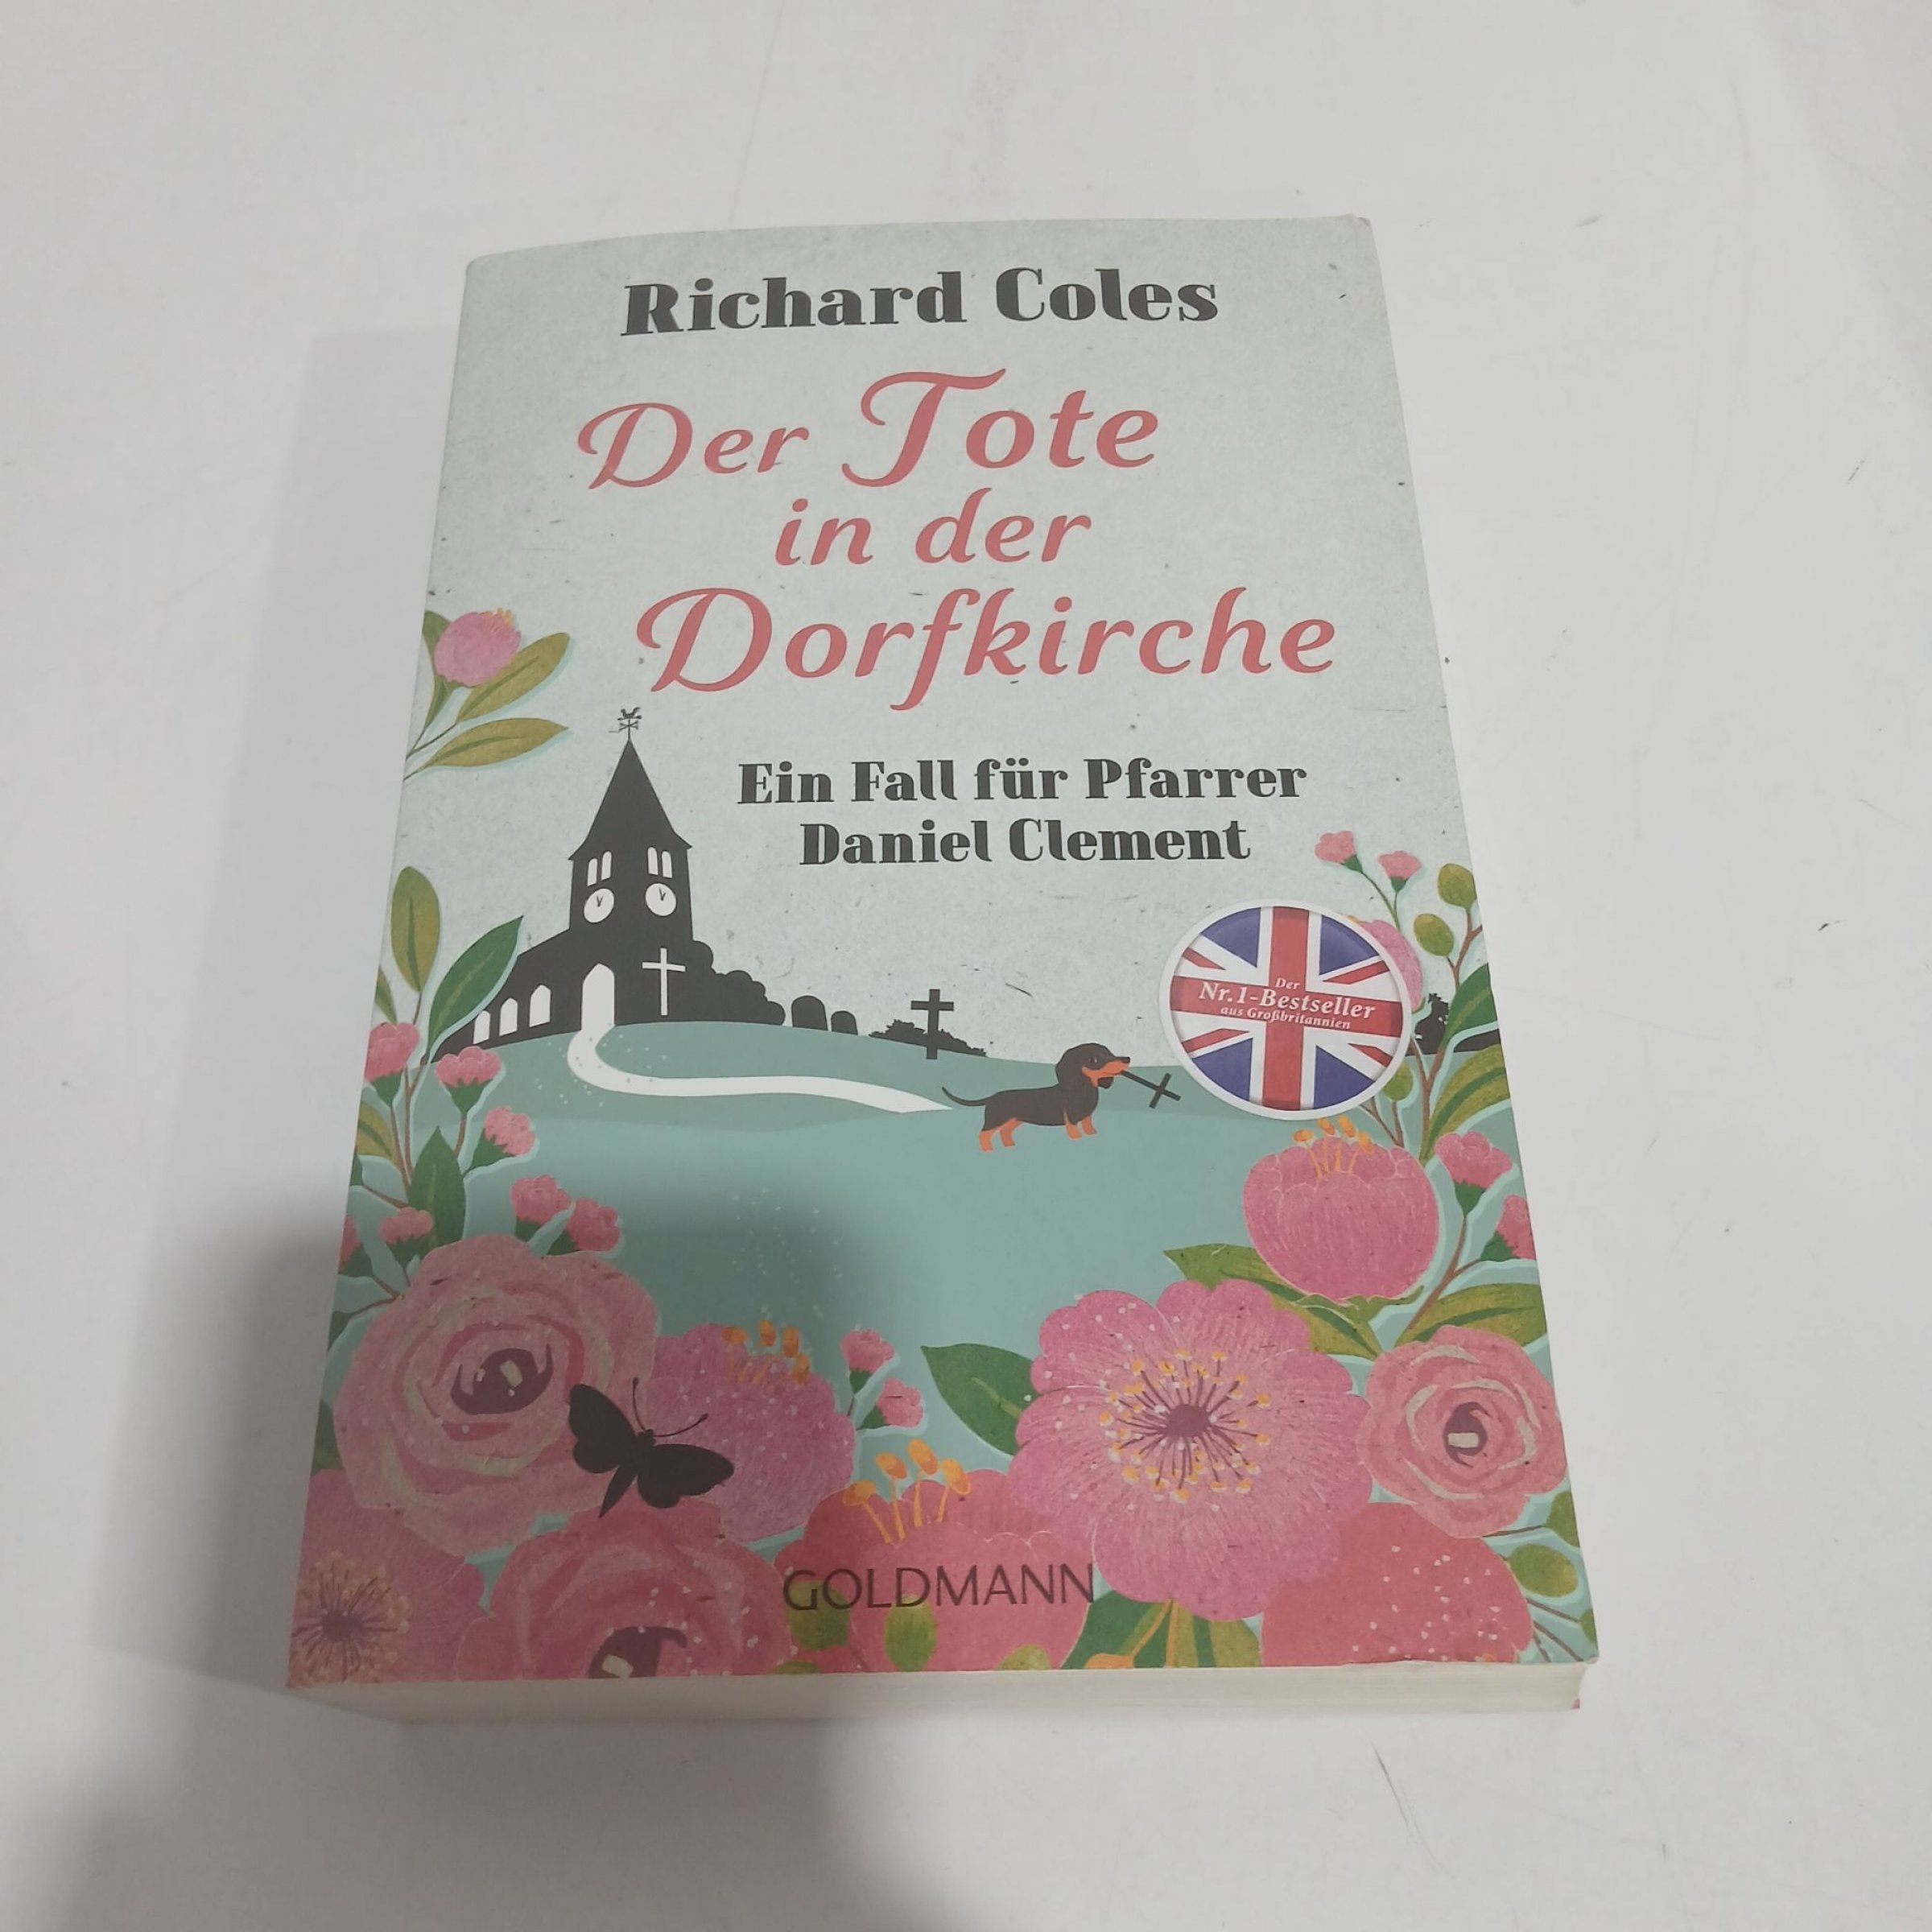 Richard Coles
Der Tote
in der
Dorfkirche
Ein Fall für Pfarrer
Daniel Clement
Der
Nr.1-Bestseller
aus Großbritannien
GOLDMANN